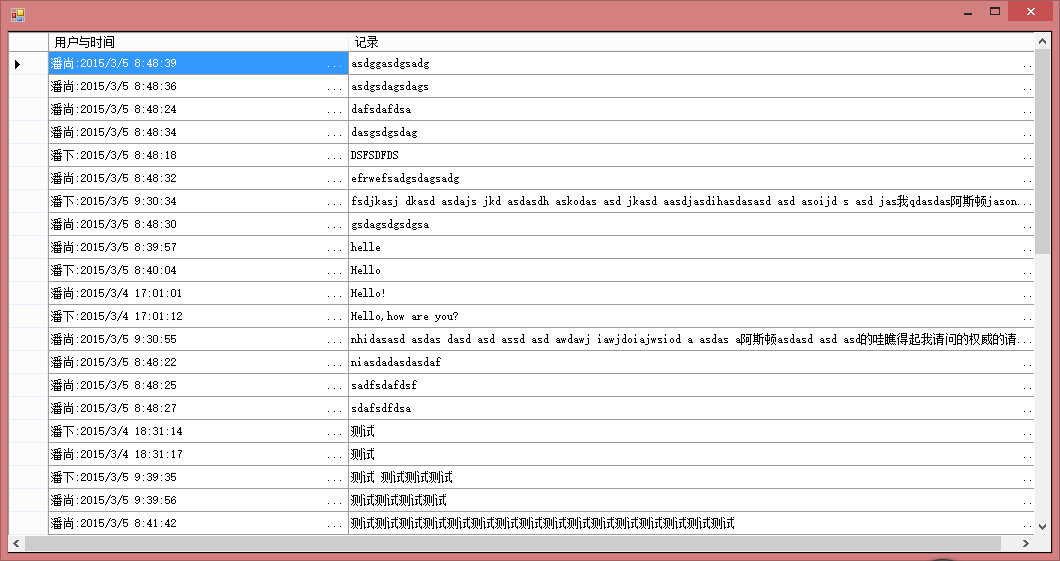 用户与时间 记录
潘尚:2015/3/5 8:48:39 ... asdggasdgsadg ..
潘尚:2015/3/5 8:48:36 ... asdgsdagsdags ..
潘尚:2015/3/5 8:48:24 ... dafsdafdsa ..
潘尚:2015/3/5 8:48:34 ... dasgsdgsdag ..
潘下:2015/3/5 8:48:18 ... DSFSDFDS ..
潘尚:2015/3/5 8:48:32 ... efrwefsadgsdagsadg ..
潘下:2015/3/5 9:30:34 ... fsdjkasj dkasd asdajs jkd asdasdh askodas asd jkasd aasdjasdihasdasasd asd asoijd s asd jas我qdasdas阿斯顿jason...
潘尚:2015/3/5 8:48:30 ... gsdagsdgsdgsa ..
潘尚:2015/3/5 8:39:57 ... helle ..
潘下:2015/3/5 8:40:04 ... Hello ..
潘尚:2015/3/4 17:01:01 ... Hello! ..
潘下:2015/3/4 17:01:12 ... Hello,how are you? ..
潘尚:2015/3/5 9:30:55 ... nhidasasd asdas dasd asd assd asd awdawj iawjdoiajwsiod a asdas a阿斯顿asdasd asd asd的哇瞧得起我请问的权威的请...
潘尚:2015/3/5 8:48:22 ... niasdadasdasdaf ..
潘尚:2015/3/5 8:48:25 ... sadfsdafdsf ..
潘尚:2015/3/5 8:48:27 ... sdafsdfdsa ..
潘下:2015/3/4 18:31:14 ... 测试 ..
潘尚:2015/3/4 18:31:17 ... 测试 ..
潘下:2015/3/5 9:39:35 ... 测试 测试测试测试 ..
潘尚:2015/3/5 9:39:56 ... 测试测试测试测试 ..
潘尚:2015/3/5 8:41:42 ... 测试测试测试测试测试测试测试测试测试测试测试测试测试测试测试测试 ..